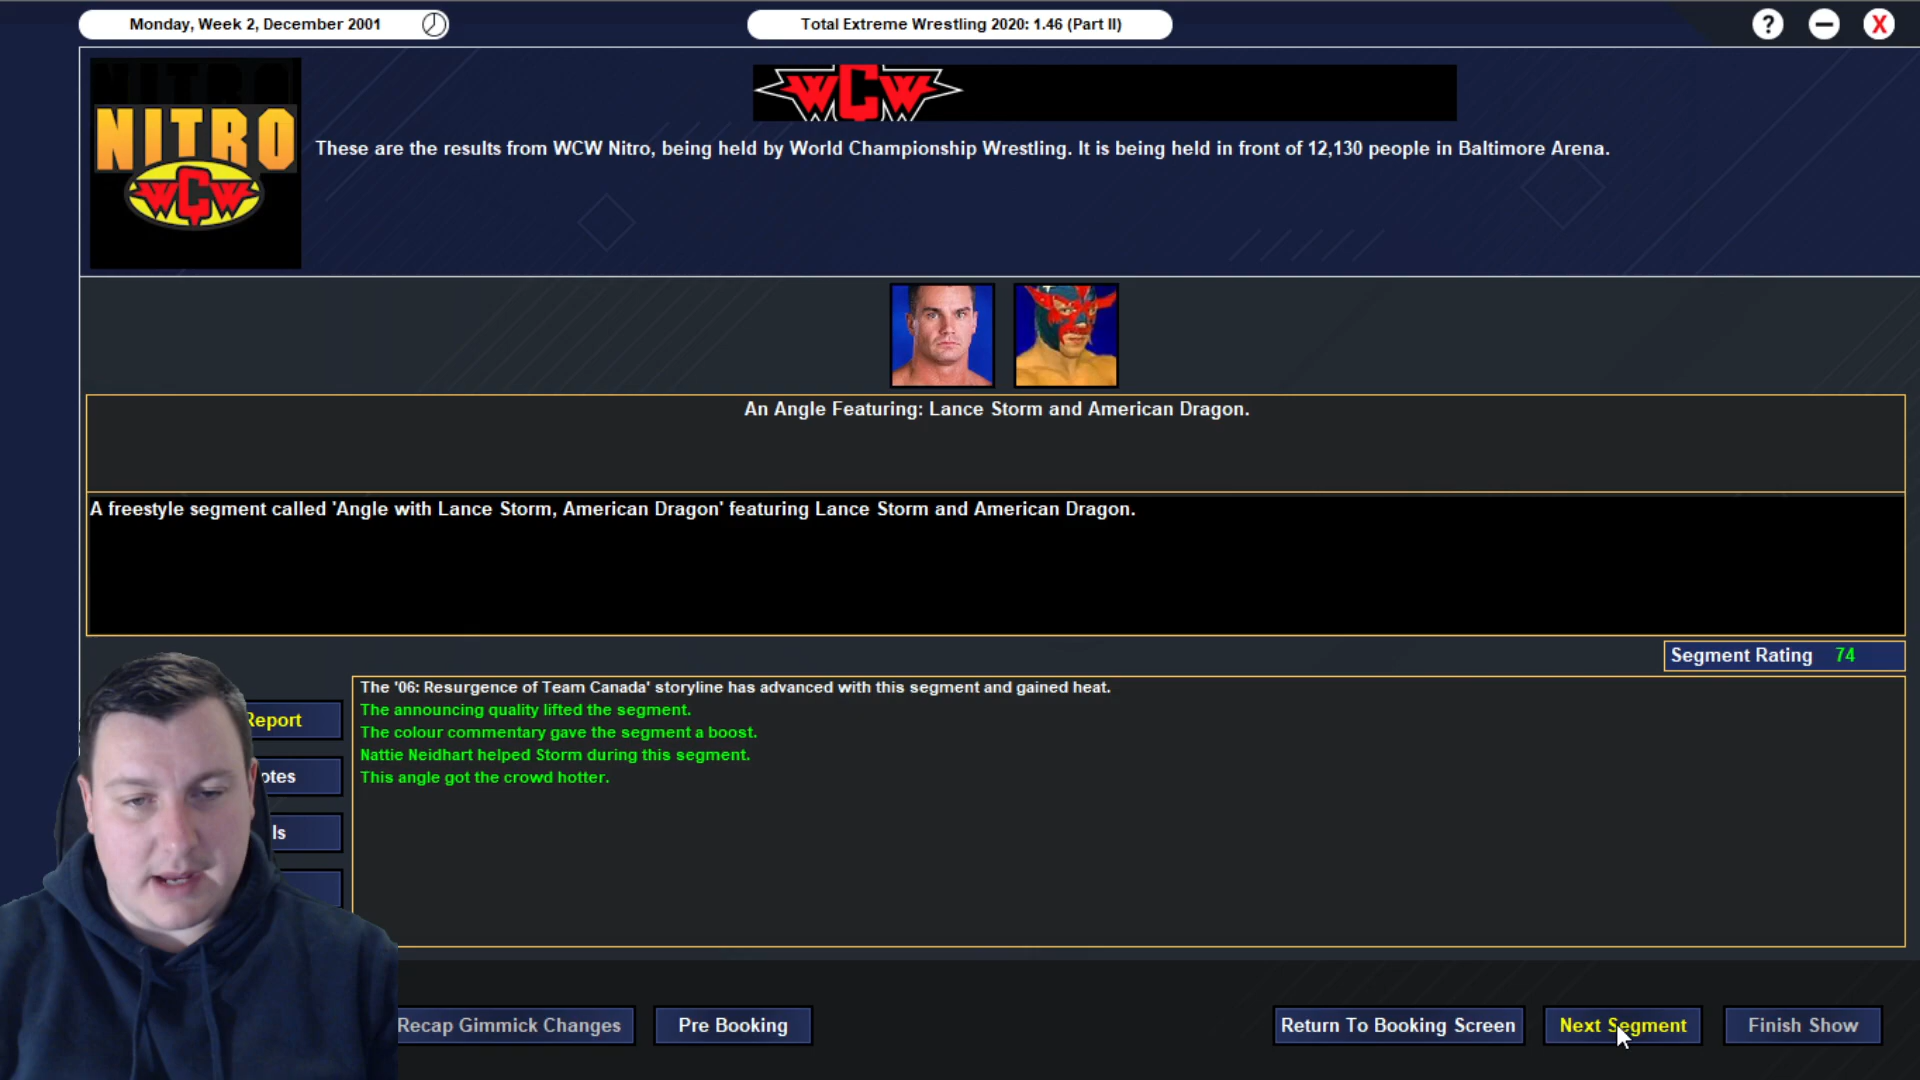 Monday, Week 2, December 2001
Total Extreme Wrestling 2020: 1.46 (Part II)
?
X
NITRO
NITRO
WCW
WCW
These are the results from WCW Nitro, being held by World Championship Wrestling. It is being held in front of 12,130 people in Baltimore Arena.
An Angle Featuring: Lance Storm and American Dragon.
A freestyle segment called 'Angle with Lance Storm, American Dragon' featuring Lance Storm and American Dragon.
Segment Rating 74
The '06: Resurgence of Team Canada' storyline has advanced with this segment and gained heat.
The announcing quality lifted the segment.
The colour commentary gave the segment a boost.
Nattie Neidhart helped Storm during this segment.
This angle got the crowd hotter.
Report
otes
ls
Recap Gimmick Changes
Pre Booking
Return To Booking Screen
Next Segment
Finish Show